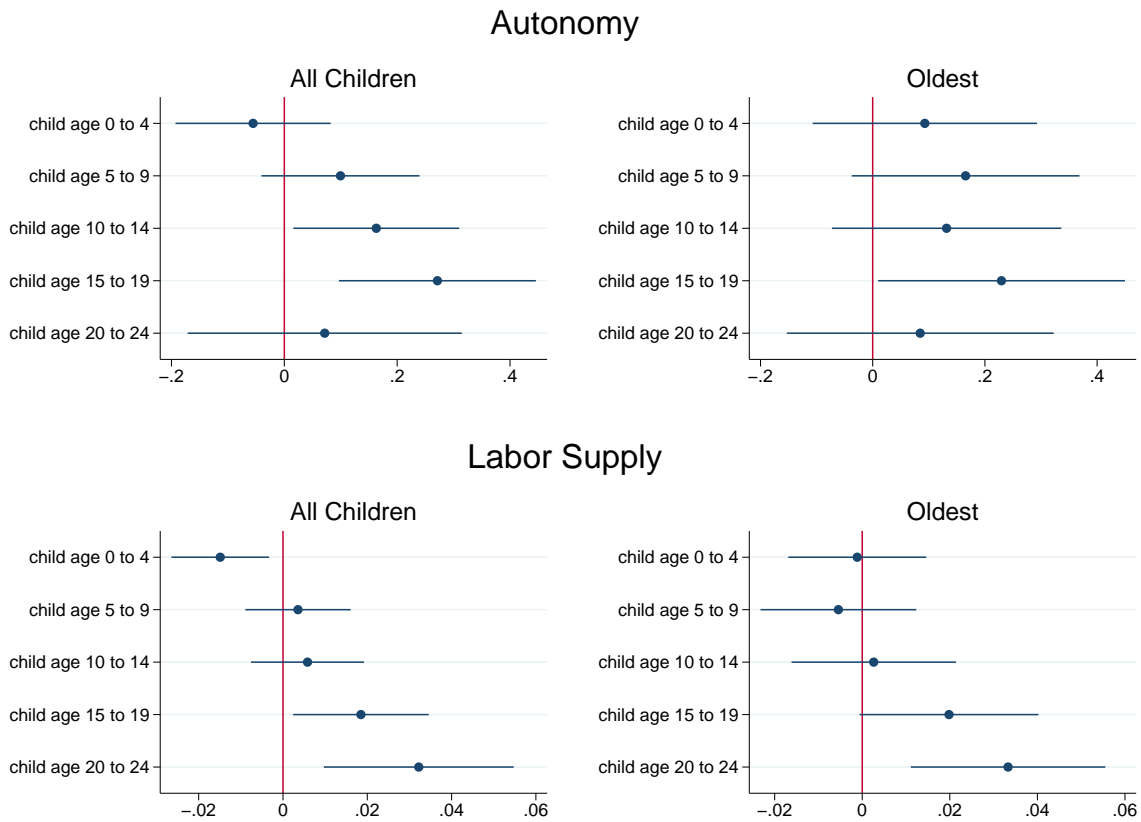 Autonomy
All Children
child age 0 to 4
child age 5 to 9
child age 10 to 14
child age 15 to 19
child age 20 to 24
−.2 0 .2 .4
Oldest
child age 0 to 4
child age 5 to 9
child age 10 to 14
child age 15 to 19
child age 20 to 24
−.2 0 .2 .4
Labor Supply
All Children
child age 0 to 4
child age 5 to 9
child age 10 to 14
child age 15 to 19
child age 20 to 24
−.02 0 .02 .04 .06
Oldest
child age 0 to 4
child age 5 to 9
child age 10 to 14
child age 15 to 19
child age 20 to 24
−.02 0 .02 .04 .06